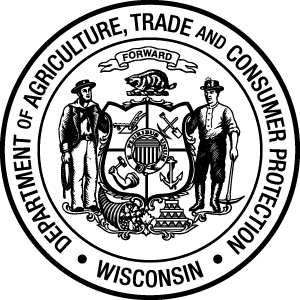 DEPARTMENT OF AGRICULTURE, TRADE AND CONSUMER PROTECTION
• WISCONSIN •
FORWARD